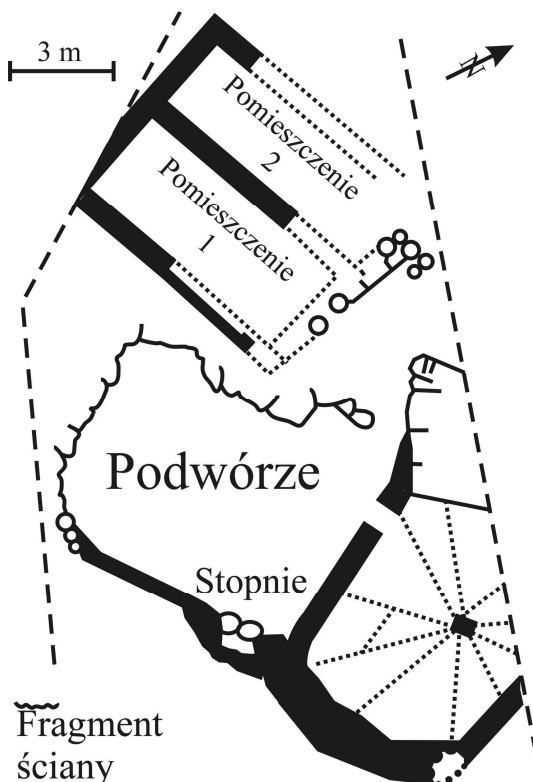 3 m
N
Pomieszczenie
2
Pomieszczenie
1
Podwórze
Stopnie
Fragment
ściany